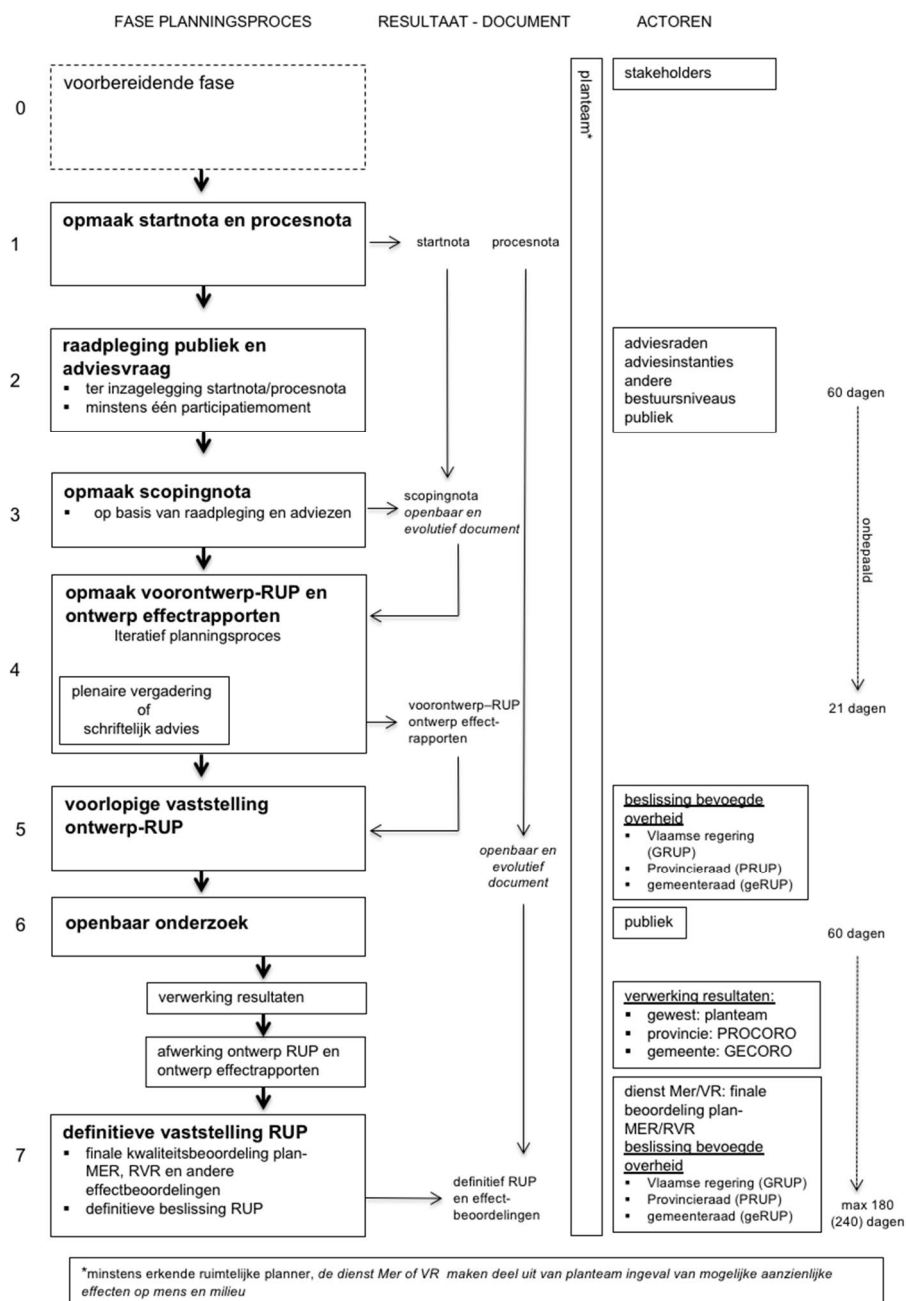 FASE PLANNINGSPROCES
RESULTAAT - DOCUMENT
ACTOREN
0
voorbereidende fase
planteam*
stakeholders
1
opmaak startnota en procesnota
startnota
procesnota
2
raadpleging publiek en
adviesvraag
▪ ter inzagelegging startnota/procesnota
▪ minstens één participatiemoment
adviesraden
adviesinstanties
andere
bestuursniveaus
publiek
60 dagen
3
opmaak scopingnota
▪ op basis van raadpleging en adviezen
scopingnota
openbaar en
evolutief document
onbepaald
4
opmaak voorontwerp-RUP en
ontwerp effectrapporten
Iteratief planningsproces
plenaire vergadering
of
schriftelijk advies
voorontwerp–RUP
ontwerp effect-
rapporten
21 dagen
5
voorlopige vaststelling
ontwerp-RUP
openbaar en
evolutief
document
beslissing bevoegde
overheid
▪ Vlaamse regering
(GRUP)
▪ Provincieraad (PRUP)
▪ gemeenteraad (geRUP)
6
openbaar onderzoek
publiek
60 dagen
verwerking resultaten
verwerking resultaten:
▪ gewest: planteam
▪ provincie: PROCORO
▪ gemeente: GECORO
afwerking ontwerp RUP en
ontwerp effectrapporten
7
definitieve vaststelling RUP
▪ finale kwaliteitsbeoordeling plan-
MER, RVR en andere
effectbeoordelingen
▪ definitieve beslissing RUP
definitief RUP
en effect-
beoordelingen
dienst Mer/VR: finale
beoordeling plan-
MER/RVR
beslissing bevoegde
overheid
▪ Vlaamse regering (GRUP)
▪ Provincieraad (PRUP)
▪ gemeenteraad (geRUP)
max 180
(240) dagen
*minstens erkende ruimtelijke planner, de dienst Mer of VR maken deel uit van planteam ingeval van mogelijke aanzienlijke
effecten op mens en milieu